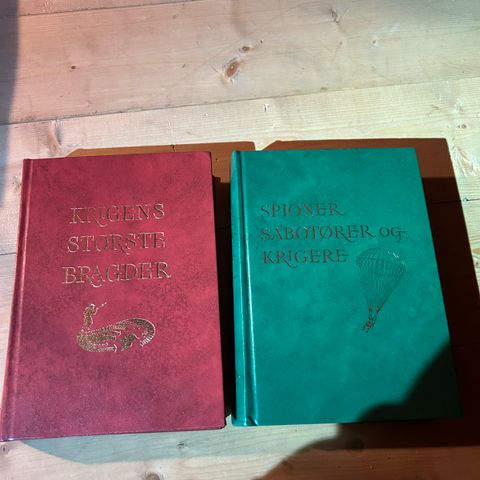 KRIGENS
STØRSTE
BRAGDER
SPIONER
SABOTØRER OG
KRIGERE